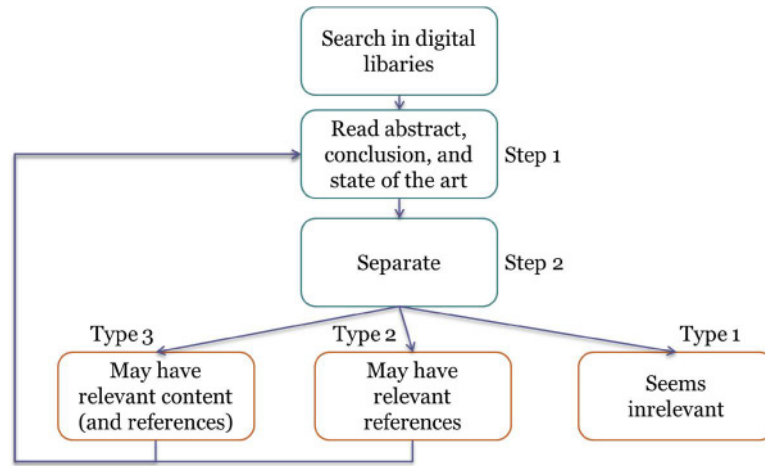 Search in digital
libaries
Read abstract,
conclusion, and
state of the art
Step 1
Separate
Step 2
Type 3
Type 2
Type 1
May have
relevant content
(and references)
May have
relevant
references
Seems
inrelevant